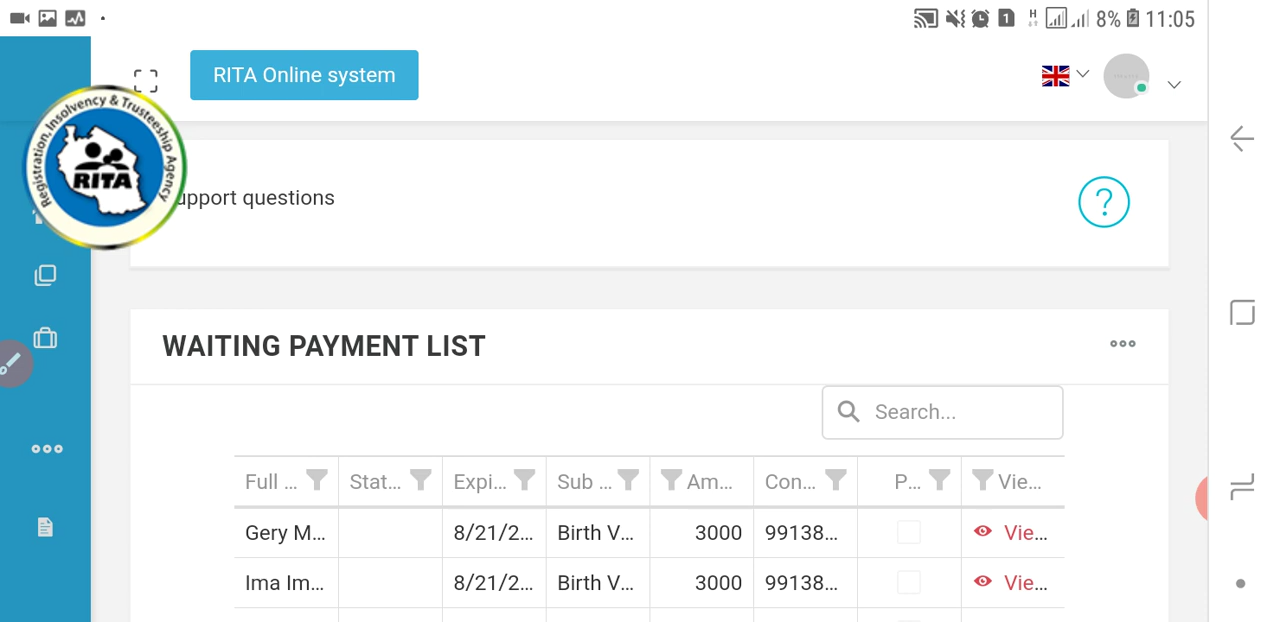 8% 11:05
RITA Online system
Registration, Insolvency & Trusteeship Agency
RITA
upport questions
?
WAITING PAYMENT LIST
Search...
Full ... Stat... Expi... Sub ... Am... Con... P... Vie...
Gery M... 8/21/2... Birth V... 3000 99138... Vie...
Ima Im... 8/21/2... Birth V... 3000 99138... Vie...